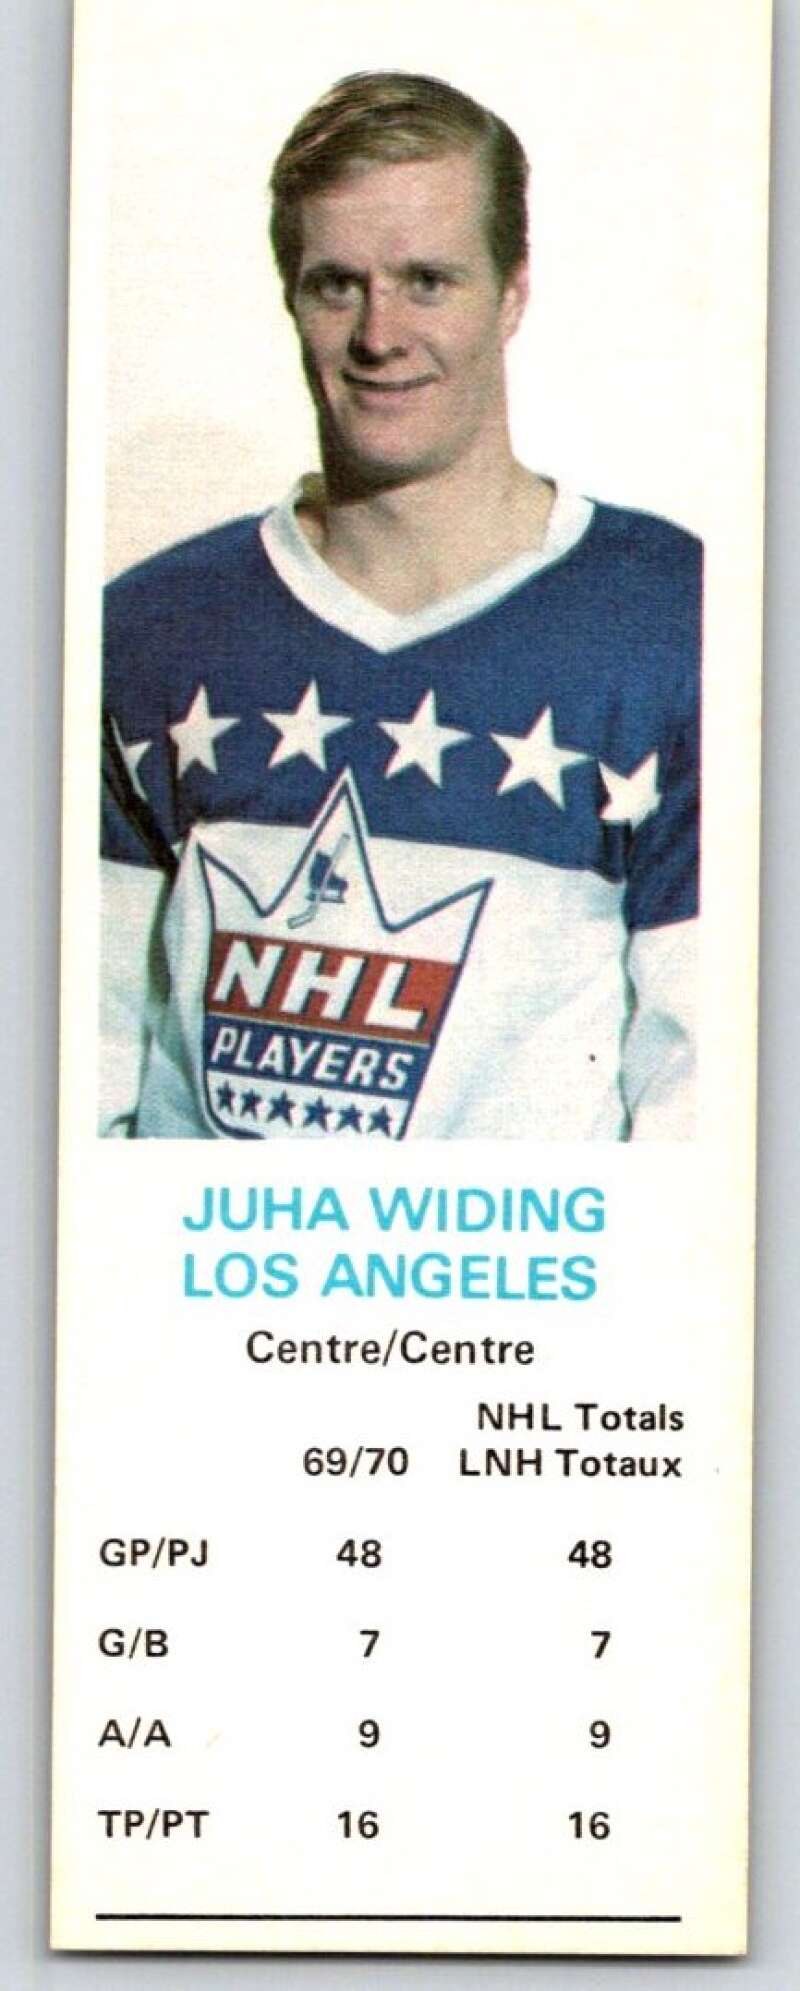 NHL
PLAYERS
JUHA WIDING
LOS ANGELES
Centre/Centre
NHL Totals
69/70 LNH Totaux
GP/PJ 48 48
G/B 7 7
A/A 9 9
TP/PT 16 16